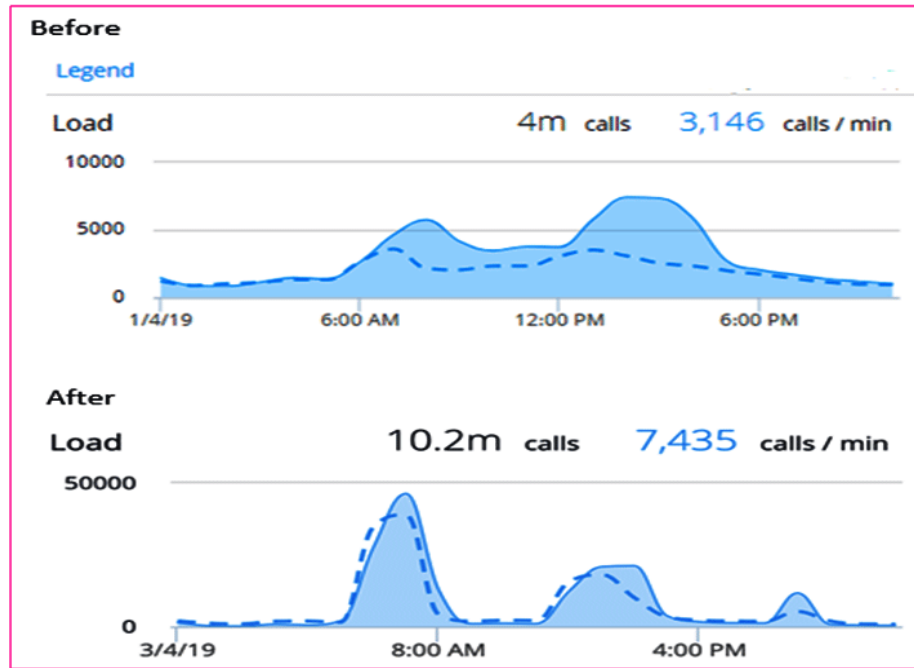 Before
Legend
Load 4m calls 3,146 calls / min
10000
5000
0
1/4/19 6:00 AM 12:00 PM 6:00 PM
After
Load 10.2m calls 7,435 calls / min
50000
0
3/4/19 8:00 AM 4:00 PM